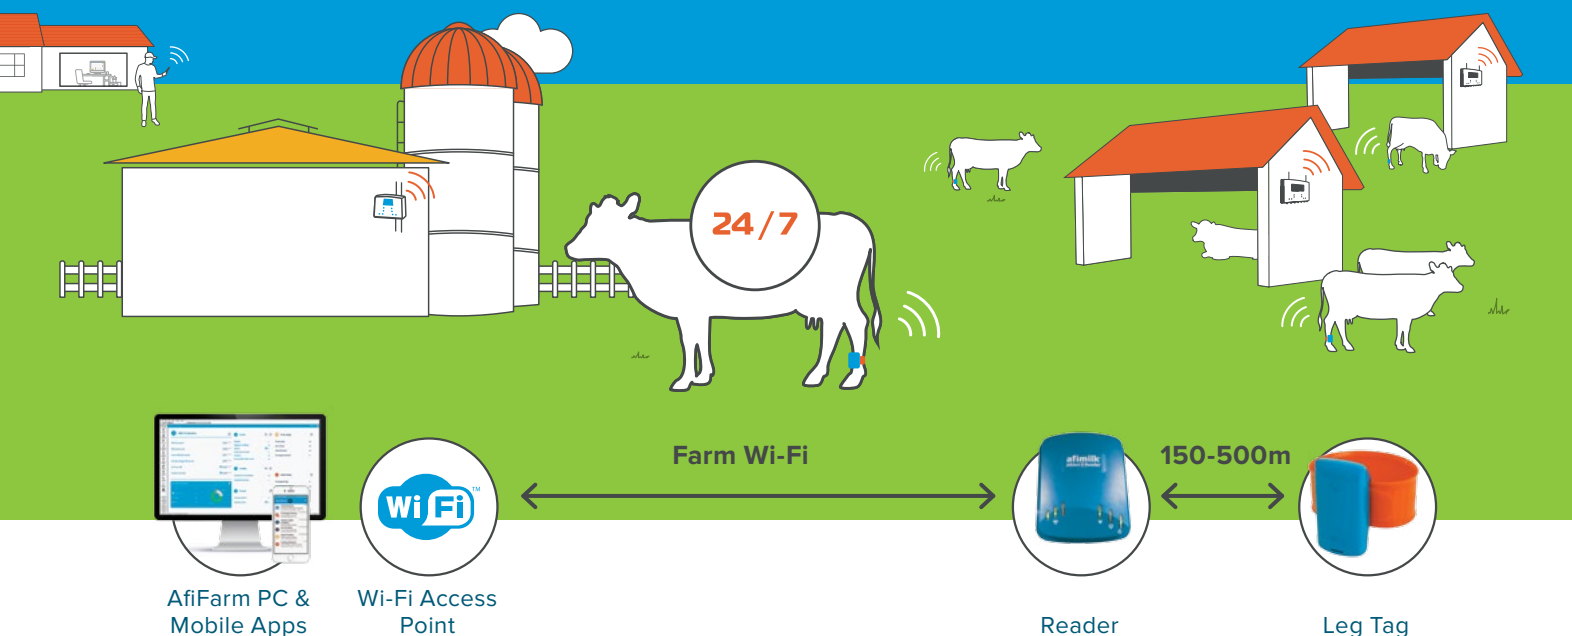 24/7
Farm Wi-Fi
150-500m
Wi Fi
TM
afimilk
AfiFarm PC &
Mobile Apps
Wi-Fi Access
Point
Reader
Leg Tag